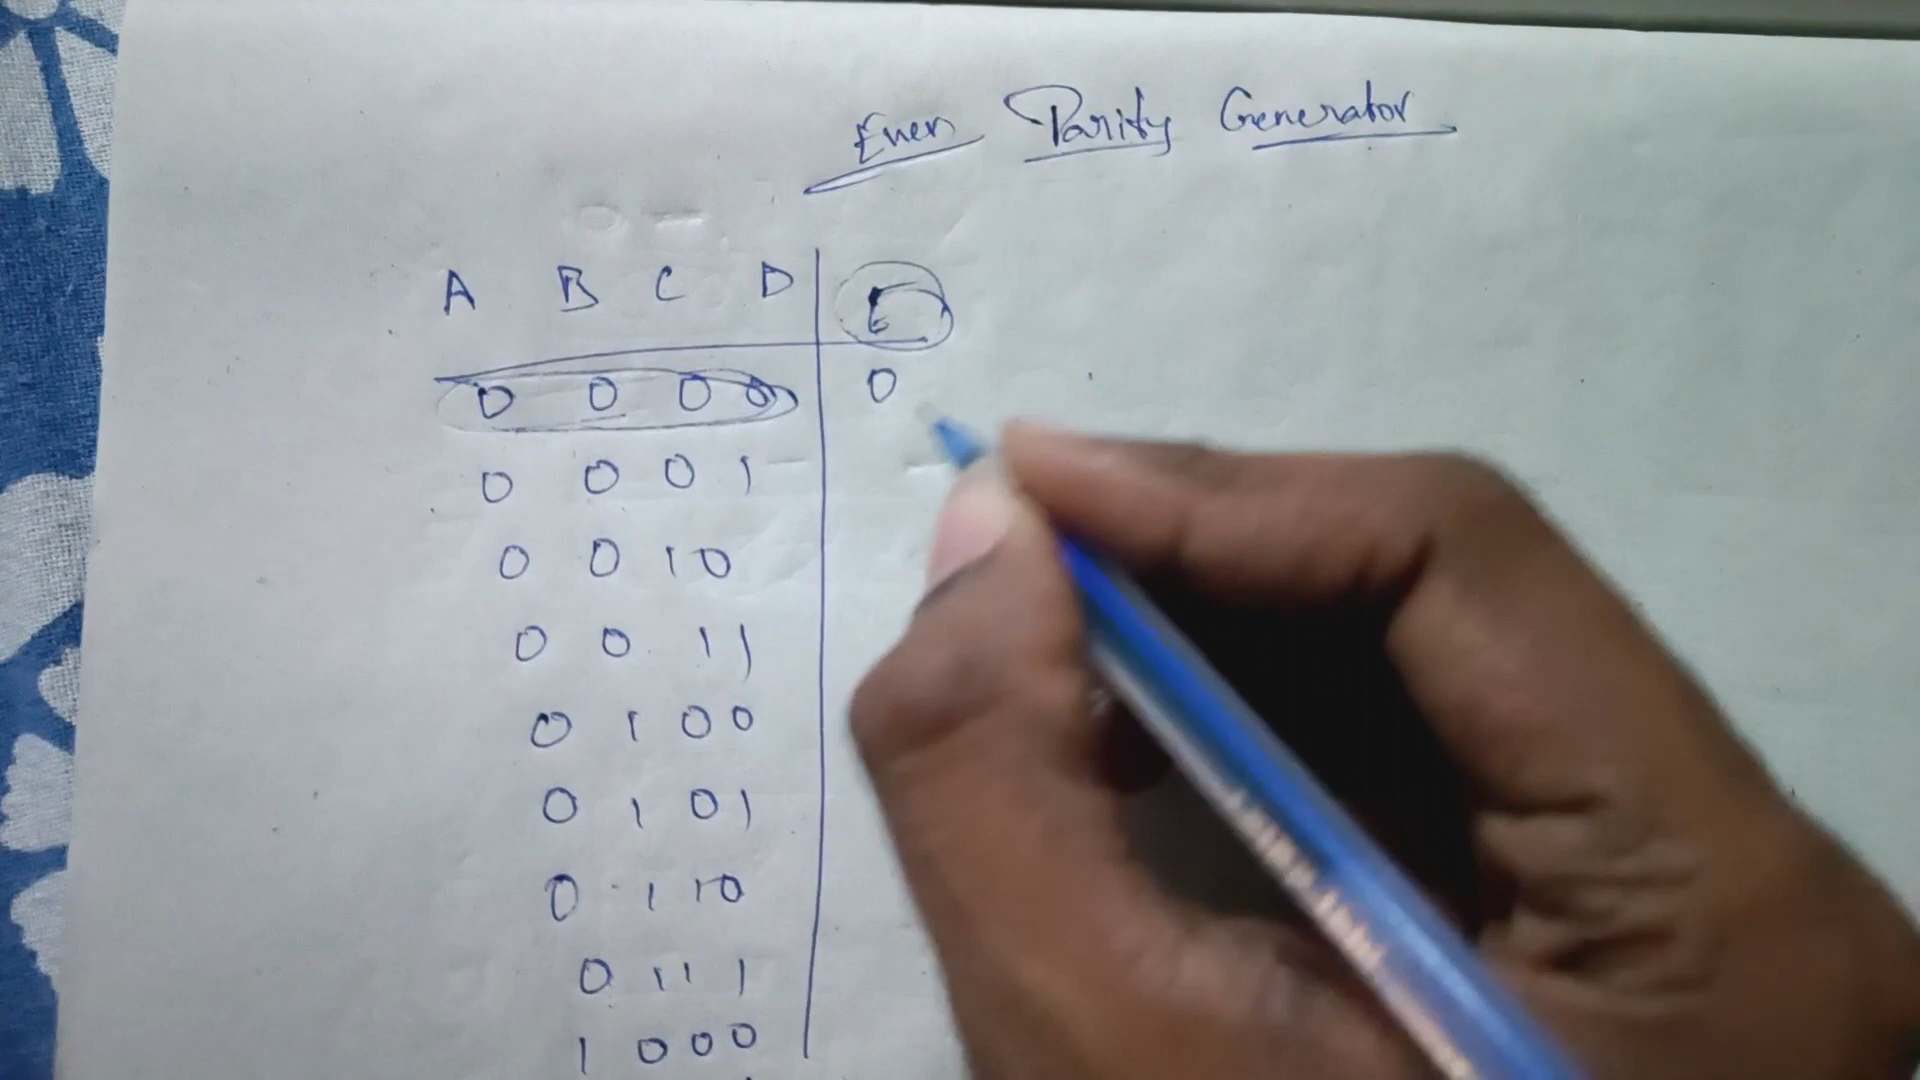 Even Parity Generator
A B C D E
0 0 0 0 0
0 0 0 1
0 0 1 0
0 0 1 1
0 1 0 0
0 1 0 1
0 1 1 0
0 1 1 1
1 0 0 0